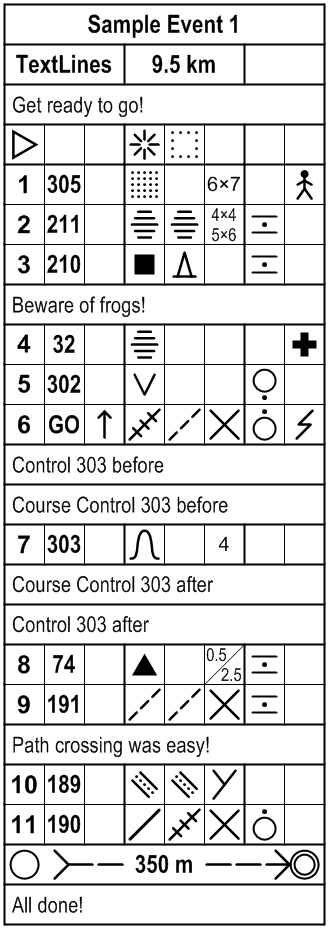 Sample Event 1
TextLines 9.5 km
Get ready to go!
1 305 6×7
2 211 4×4 5×6
3 210
Beware of frogs!
4 32
5 302
6 GO
Control 303 before
Course Control 303 before
7 303 4
Course Control 303 after
Control 303 after
8 74 0.5/2.5
9 191
Path crossing was easy!
10 189
11 190
350 m
All done!